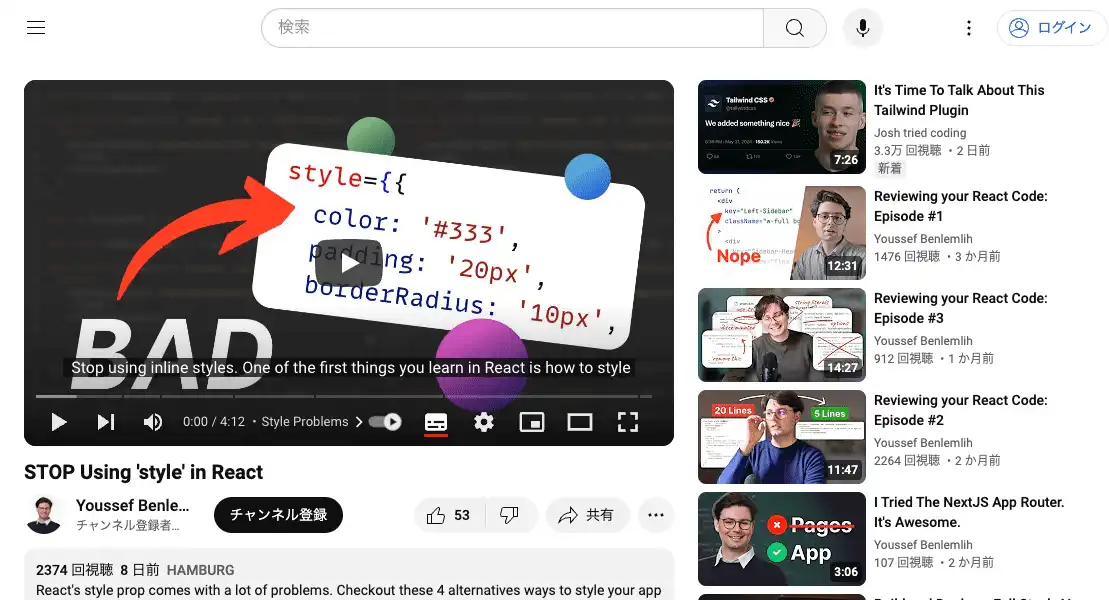 検索
ログイン
style={{
color: '#333',
padding: '20px',
borderRadius: '10px',
BAD
Stop using inline styles. One of the first things you learn in React is how to style
0:00 / 4:12 ・ Style Problems
STOP Using 'style' in React
Youssef Benle...
チャンネル登録者...
チャンネル登録
53
共有
2374 回視聴 8 日前 HAMBURG
React's style prop comes with a lot of problems. Checkout these 4 alternatives ways to style your app
Tailwind CSS
@tailwindcss
We added something nice
7:26
It's Time To Talk About This
Tailwind Plugin
Josh tried coding
3.3万 回視聴 ・2 日前
新着
return (
<div
key="Left-Sidebar"
Nope
12:31
Reviewing your React Code:
Episode #1
Youssef Benlemlih
1476 回視聴 ・3 か月前
14:27
Reviewing your React Code:
Episode #3
Youssef Benlemlih
912 回視聴 ・1 か月前
20 Lines
5 Lines
11:47
Reviewing your React Code:
Episode #2
Youssef Benlemlih
2264 回視聴 ・2 か月前
Pages
App
3:06
I Tried The NextJS App Router.
It's Awesome.
Youssef Benlemlih
107 回視聴 ・2 か月前